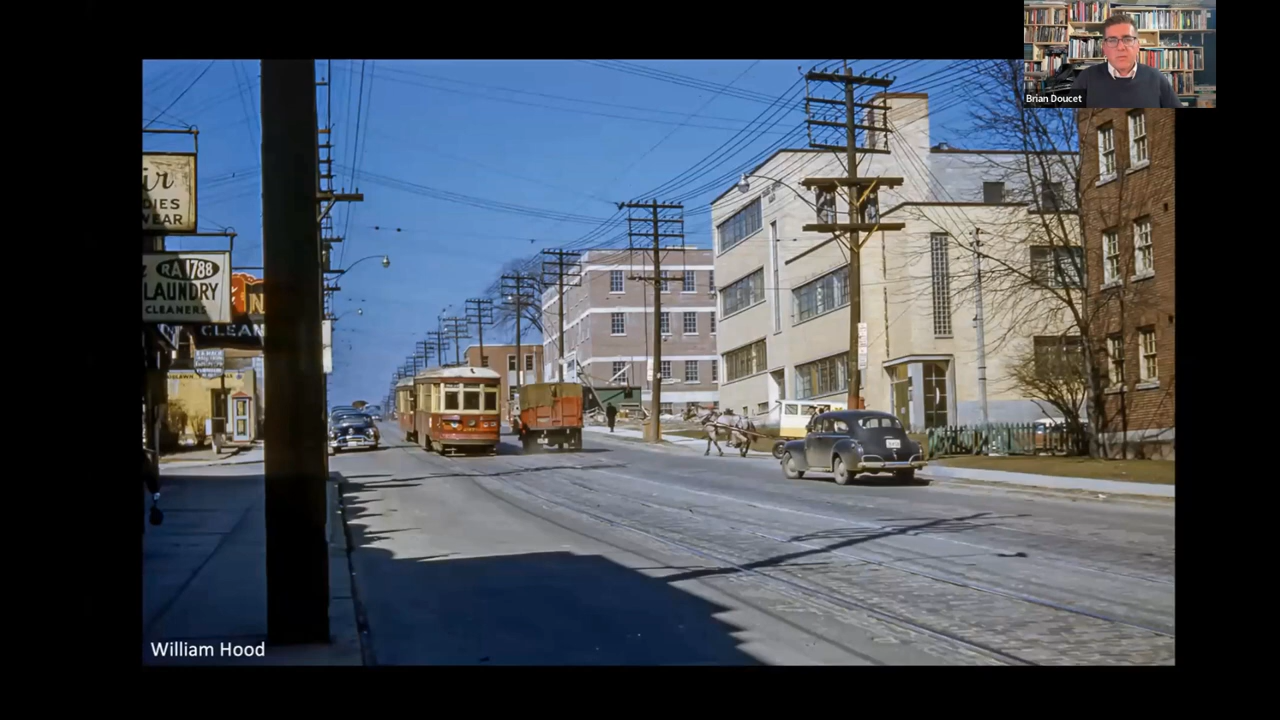 Brian Doucet
ir
DIES
WEAR
RA 1788
LAUNDRY
CLEANERS
N
CLEAN
William Hood